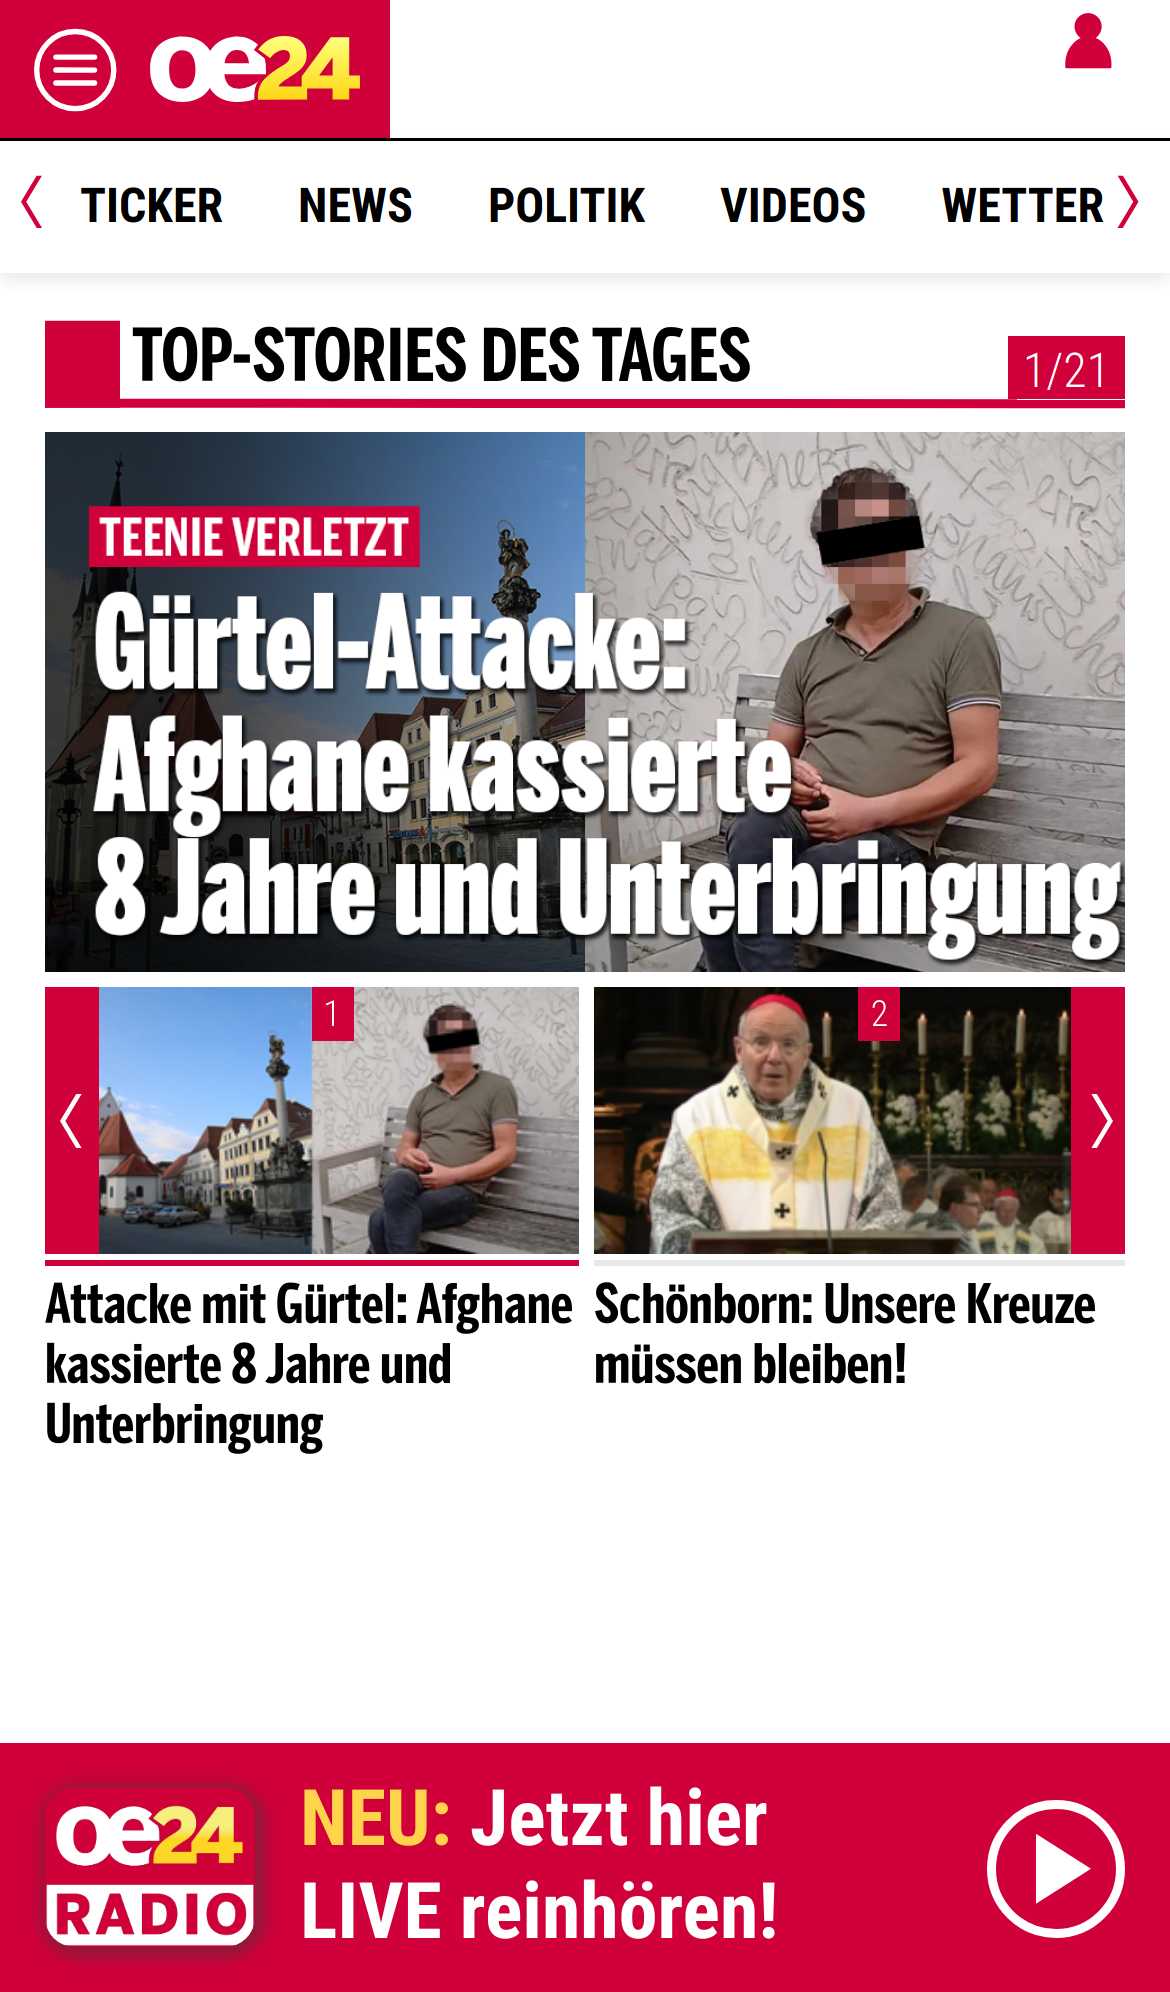 oe24
TICKER NEWS POLITIK VIDEOS WETTER
TOP-STORIES DES TAGES
1/21
TEENIE VERLETZT
Gürtel-Attacke:
Afghane kassierte
8 Jahre und Unterbringung
1
2
Attacke mit Gürtel: Afghane
kassierte 8 Jahre und
Unterbringung
Schönborn: Unsere Kreuze
müssen bleiben!
oe24
RADIO
NEU: Jetzt hier
LIVE reinhören!